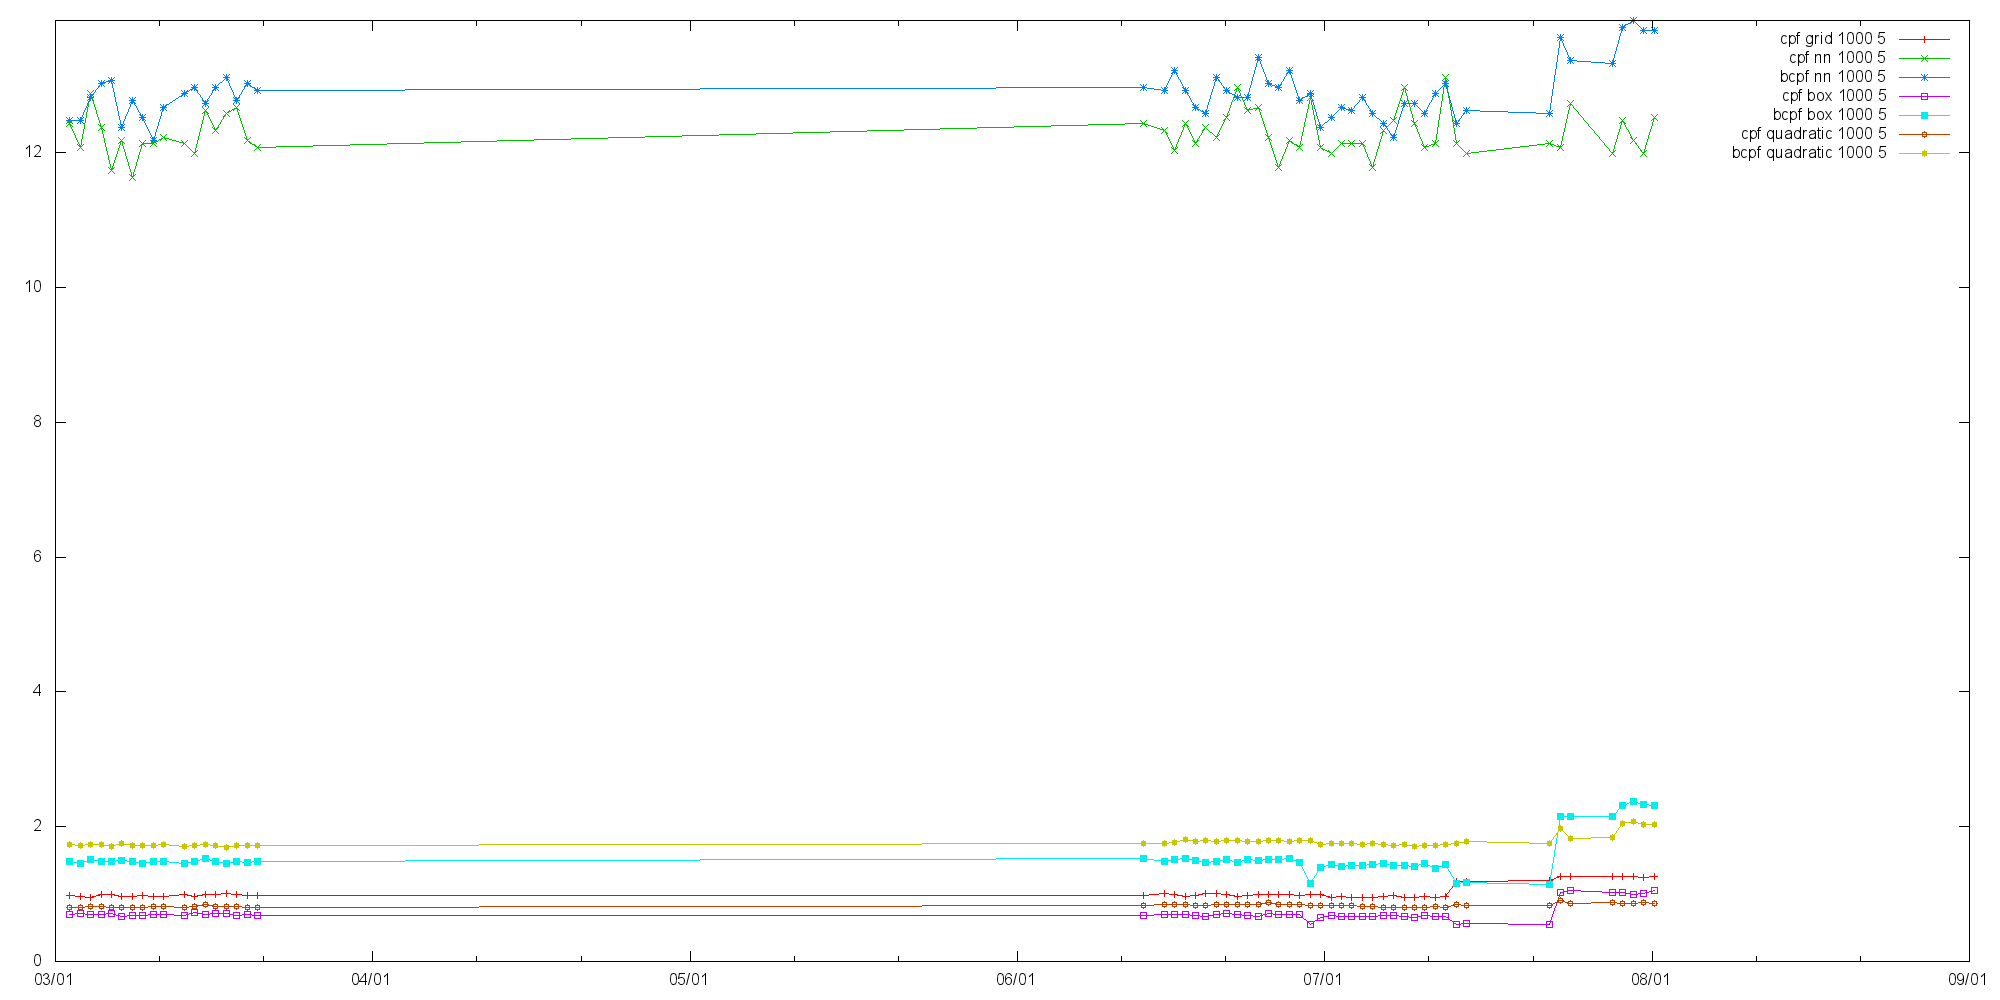 cpf grid 1000 5
cpf nn 1000 5
bcpf nn 1000 5
cpf box 1000 5
bcpf box 1000 5
cpf quadratic 1000 5
bcpf quadratic 1000 5
12
10
8
6
4
2
0
03/01 04/01 05/01 06/01 07/01 08/01 09/01